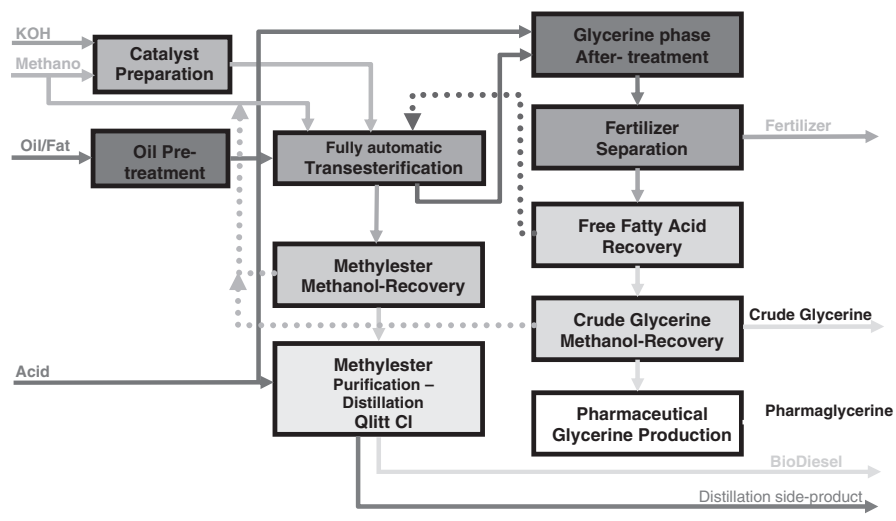 KOH
Methano
Catalyst
Preparation
Glycerine phase
After- treatment
Oil/Fat
Oil Pre-
treatment
Fully automatic
Transesterification
Fertilizer
Separation
Fertilizer
Free Fatty Acid
Recovery
Methylester
Methanol-Recovery
Crude Glycerine
Methanol-Recovery
Crude Glycerine
Acid
Methylester
Purification –
Distillation
Qlitt CI
Pharmaceutical
Glycerine Production
Pharmaglycerine
BioDiesel
Distillation side-product